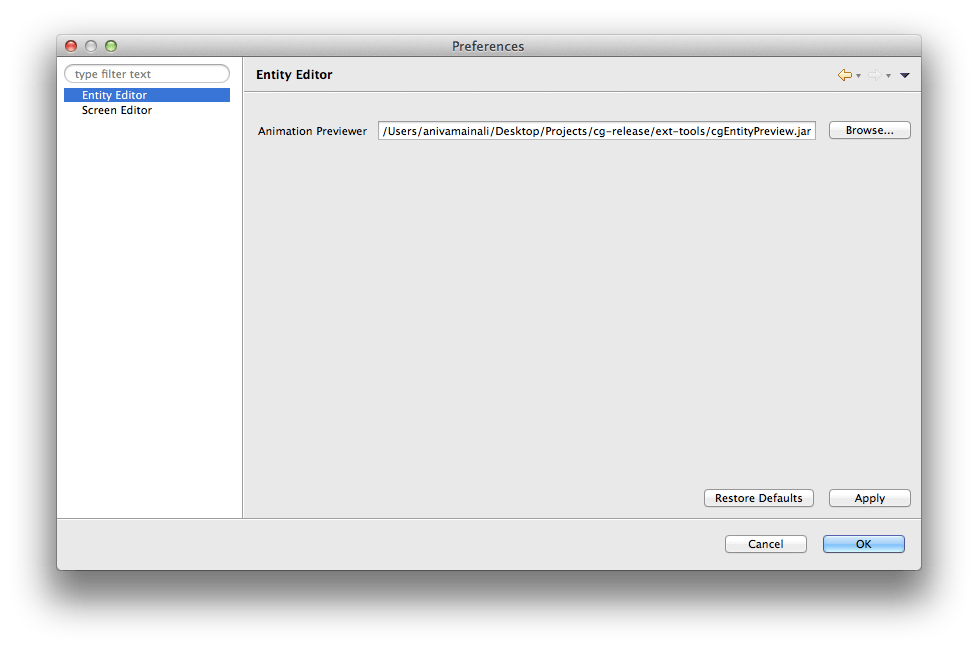 Preferences
type filter text
Entity Editor
Screen Editor
Entity Editor
Animation Previewer /Users/anivamainali/Desktop/Projects/cg-release/ext-tools/cgEntityPreview.jar Browse...
Restore Defaults Apply
Cancel OK